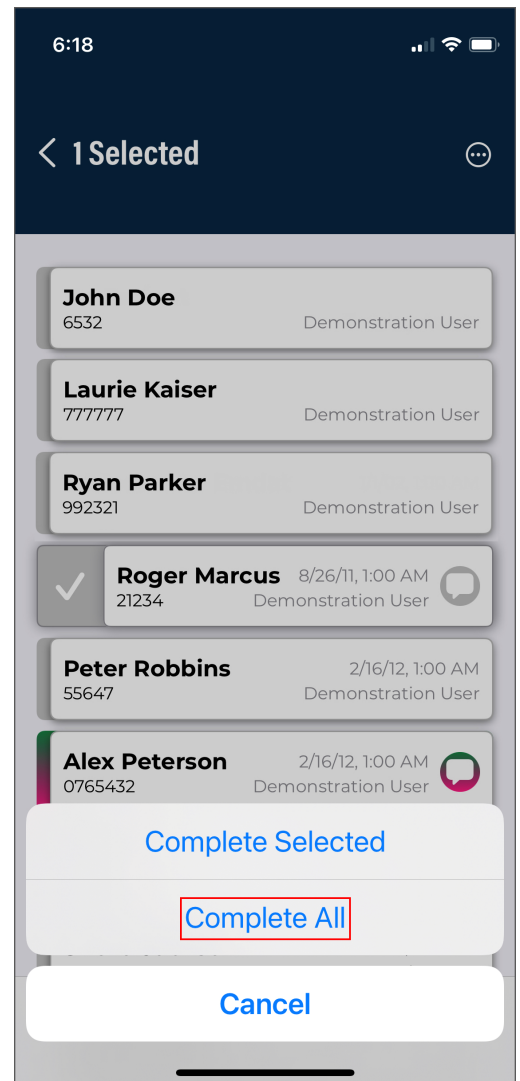 6:18
1 Selected
John Doe
6532 Demonstration User
Laurie Kaiser
777777 Demonstration User
Ryan Parker
992321 Demonstration User
Roger Marcus 8/26/11, 1:00 AM
21234 Demonstration User
Peter Robbins 2/16/12, 1:00 AM
55647 Demonstration User
Alex Peterson 2/16/12, 1:00 AM
0765432 Demonstration User
Complete Selected
Complete All
Cancel